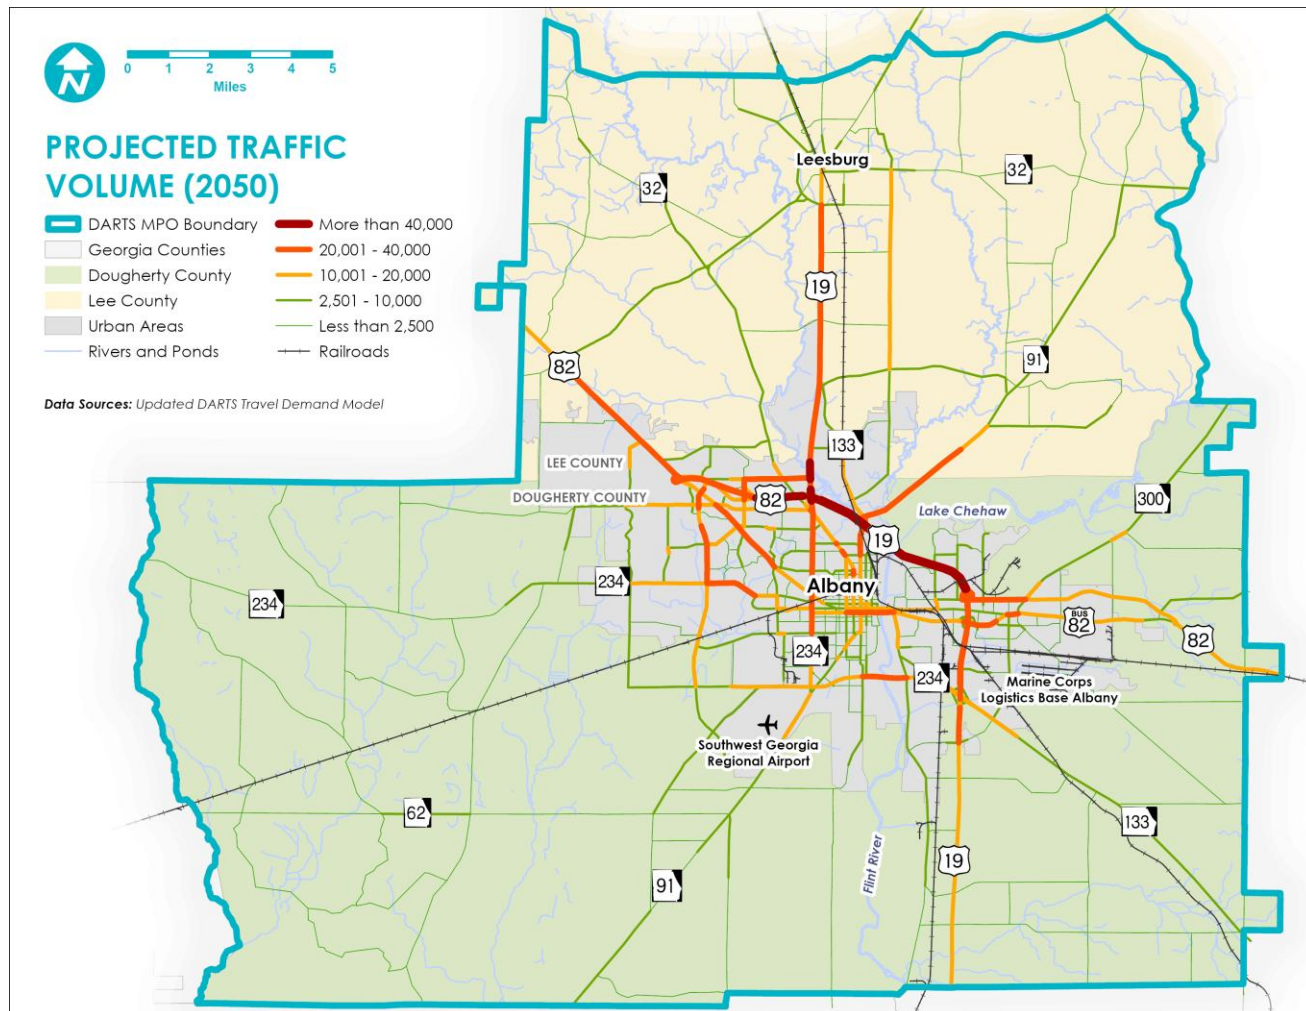 N
0 1 2 3 4 5
Miles
PROJECTED TRAFFIC
VOLUME (2050)
DARTS MPO Boundary
Georgia Counties
Dougherty County
Lee County
Urban Areas
Rivers and Ponds
More than 40,000
20,001 - 40,000
10,001 - 20,000
2,501 - 10,000
Less than 2,500
Railroads
Data Sources: Updated DARTS Travel Demand Model
Leesburg
32
32
19
82
91
133
LEE COUNTY
DOUGHERTY COUNTY
82
300
Lake Chehaw
19
234
234
Albany
BUS
82
82
234
234
Marine Corps
Logistics Base Albany
Southwest Georgia
Regional Airport
62
133
Flint River
19
91